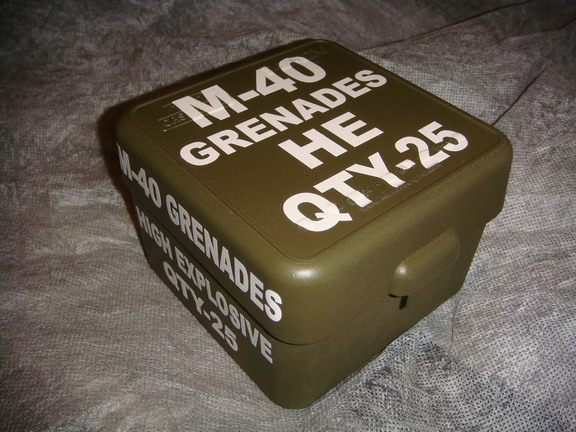 M-40
GRENADES
HE
QTY-25
M-40 GRENADES
HIGH EXPLOSIVE
QTY-25